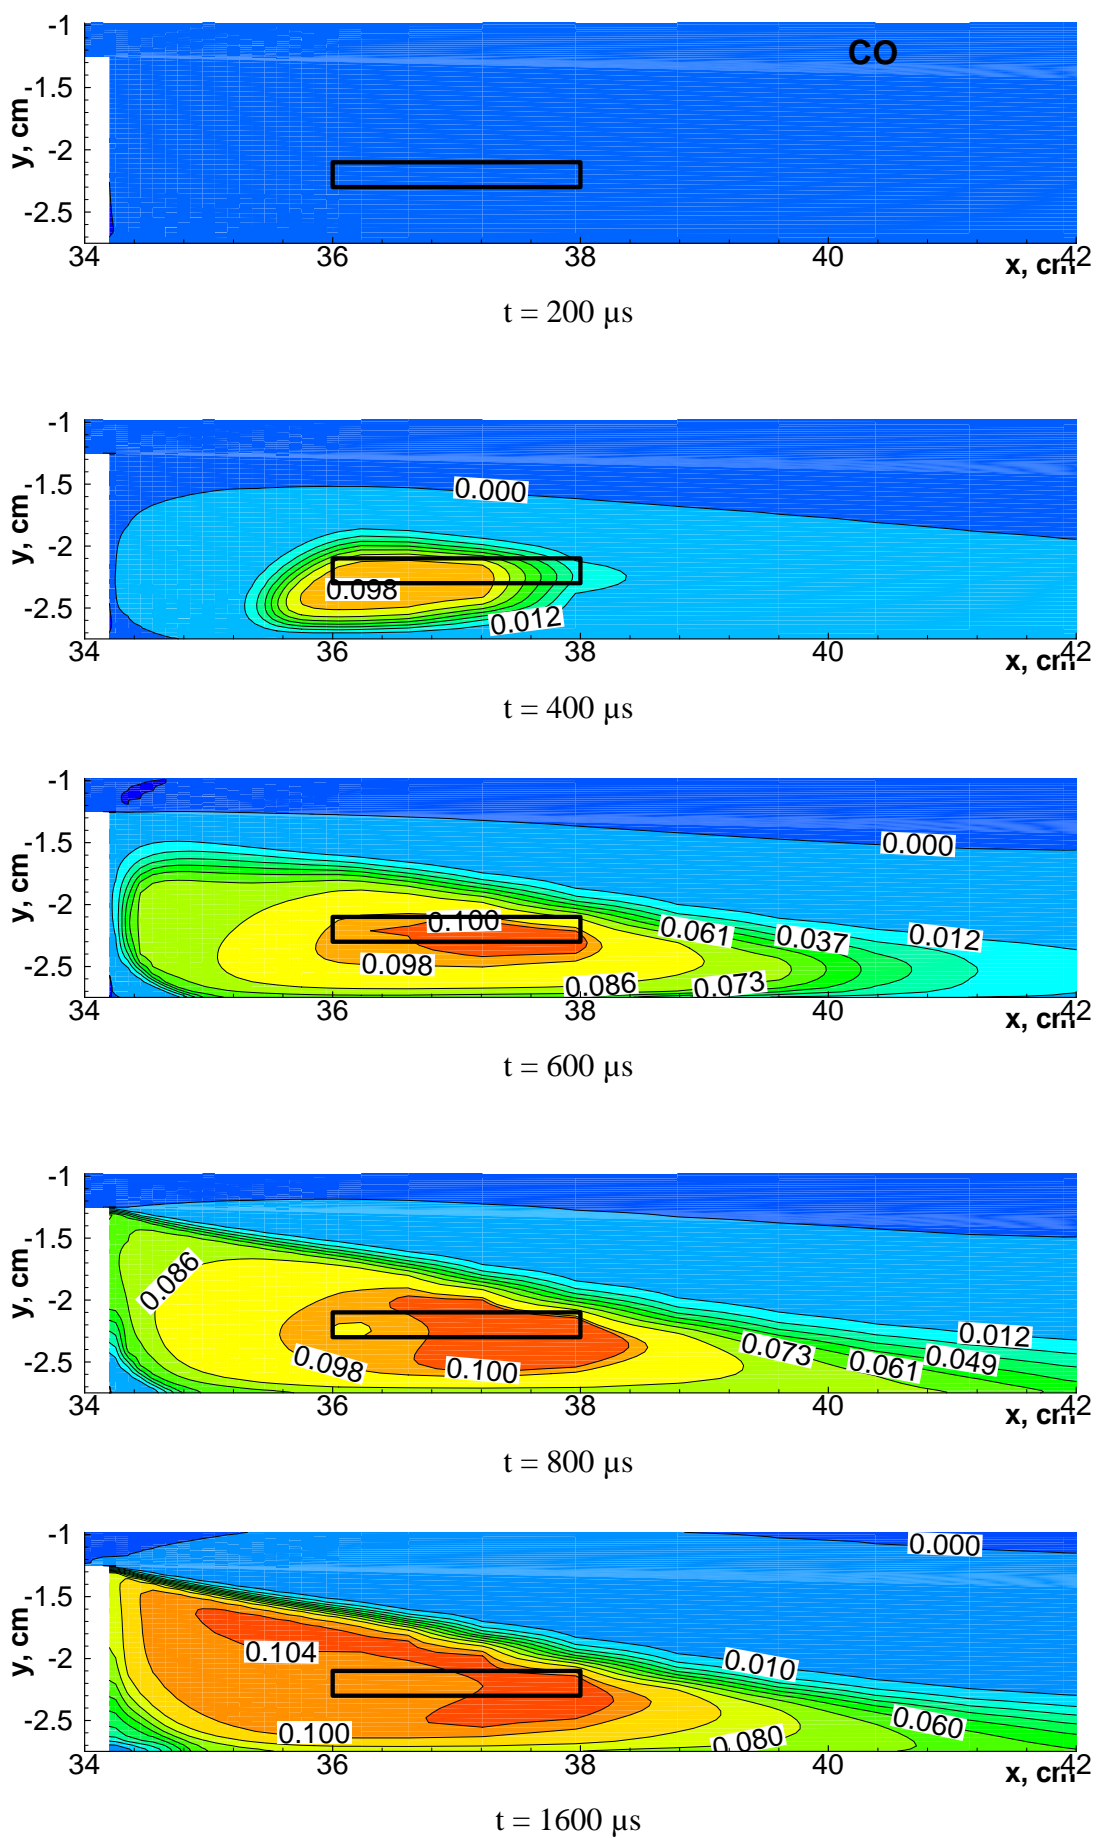 -1
CO
-1.5
y, cm
-2
-2.5
34 36 38 40 42
x, cm
t = 200 µs
-1
0.000
-1.5
y, cm
-2
0.098
-2.5
0.012
34 36 38 40 42
x, cm
t = 400 µs
-1
-1.5
0.000
y, cm
-2
0.100
0.061 0.037 0.012
-2.5
0.098
0.086 0.073
34 36 38 40 42
x, cm
t = 600 µs
-1
-1.5
0.086
y, cm
-2
0.012
0.073 0.061 0.049
-2.5
0.098 0.100
34 36 38 40 42
x, cm
t = 800 µs
-1
0.000
-1.5
y, cm
0.104
-2
0.010
-2.5
0.100 0.080 0.060
34 36 38 40 42
x, cm
t = 1600 µs